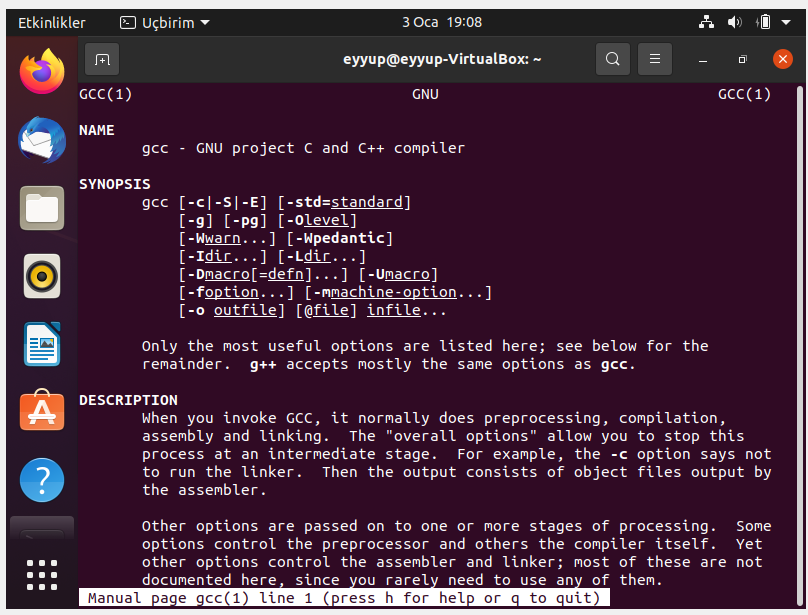 Etkinlikler
Uçbirim
3 Oca 19:08
eyyup@eyyup-VirtualBox: ~
GCC(1) GNU GCC(1)
NAME
gcc - GNU project C and C++ compiler
SYNOPSIS
gcc [-c|-S|-E] [-std=standard]
[-g] [-pg] [-Olevel]
[-Wwarn...] [-Wpedantic]
[-Idir...] [-Ldir...]
[-Dmacro[=defn]...] [-Umacro]
[-foption...] [-mmachine-option...]
[-o outfile] [@file] infile...
Only the most useful options are listed here; see below for the
remainder.  g++ accepts mostly the same options as gcc.
DESCRIPTION
When you invoke GCC, it normally does preprocessing, compilation,
assembly and linking.  The "overall options" allow you to stop this
process at an intermediate stage.  For example, the -c option says not
to run the linker.  Then the output consists of object files output by
the assembler.
Other options are passed on to one or more stages of processing.  Some
options control the preprocessor and others the compiler itself.  Yet
other options control the assembler and linker; most of these are not
documented here, since you rarely need to use any of them.
Manual page gcc(1) line 1 (press h for help or q to quit)